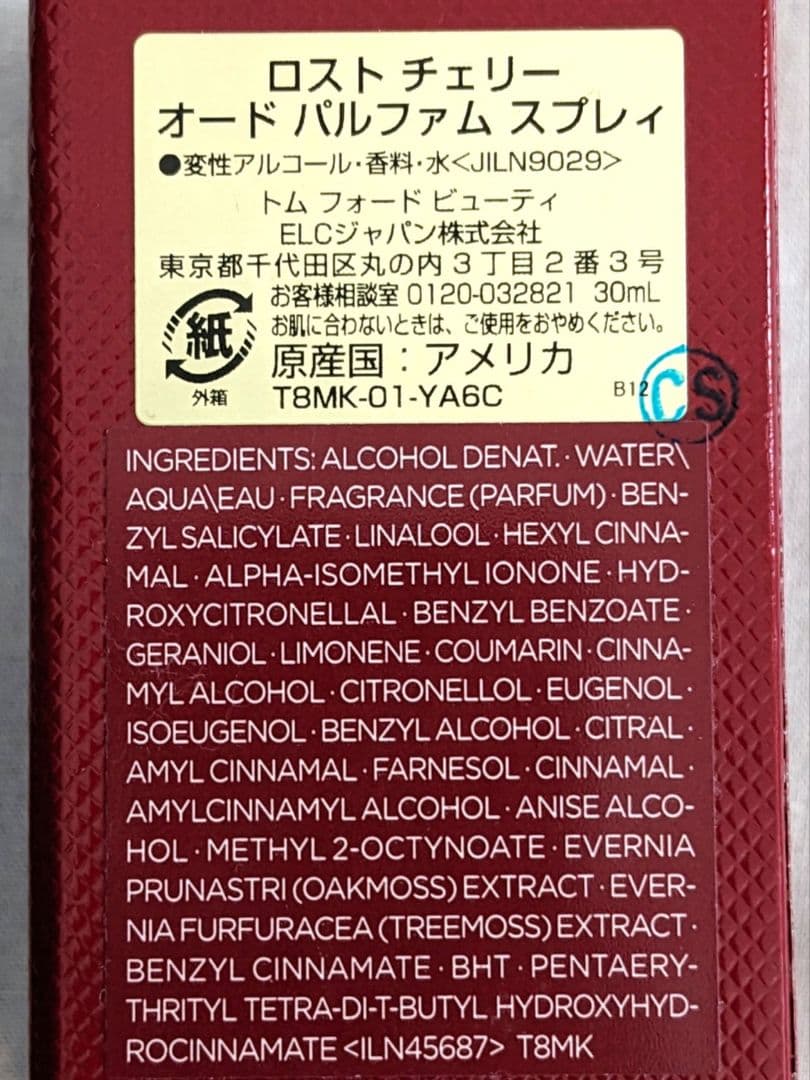 ロスト チェリー
オード パルファム スプレィ
●変性アルコール・香料・水<JILN9029>
トム フォード ビューティ
ELCジャパン株式会社
東京都千代田区丸の内3丁目2番3号
お客様相談室 0120-032821 30mL
お肌に合わないときは、ご使用をおやめください。
紙
原産国：アメリカ
外箱
T8MK-01-YA6C
B12
CS
INGREDIENTS: ALCOHOL DENAT. · WATER\
AQUA\EAU · FRAGRANCE (PARFUM) · BEN-
ZYL SALICYLATE · LINALOOL · HEXYL CINNA-
MAL · ALPHA-ISOMETHYL IONONE · HYD-
ROXYCITRONELLAL · BENZYL BENZOATE ·
GERANIOL · LIMONENE · COUMARIN · CINNA-
MYL ALCOHOL · CITRONELLOL · EUGENOL ·
ISOEUGENOL · BENZYL ALCOHOL · CITRAL ·
AMYL CINNAMAL · FARNESOL · CINNAMAL ·
AMYLCINNAMYL ALCOHOL · ANISE ALCO-
HOL · METHYL 2-OCTYNOATE · EVERNIA
PRUNASTRI (OAKMOSS) EXTRACT · EVER-
NIA FURFURACEA (TREEMOSS) EXTRACT ·
BENZYL CINNAMATE · BHT · PENTAERY-
THRITYL TETRA-DI-T-BUTYL HYDROXYHYD-
ROCINNAMATE <ILN45687> T8MK